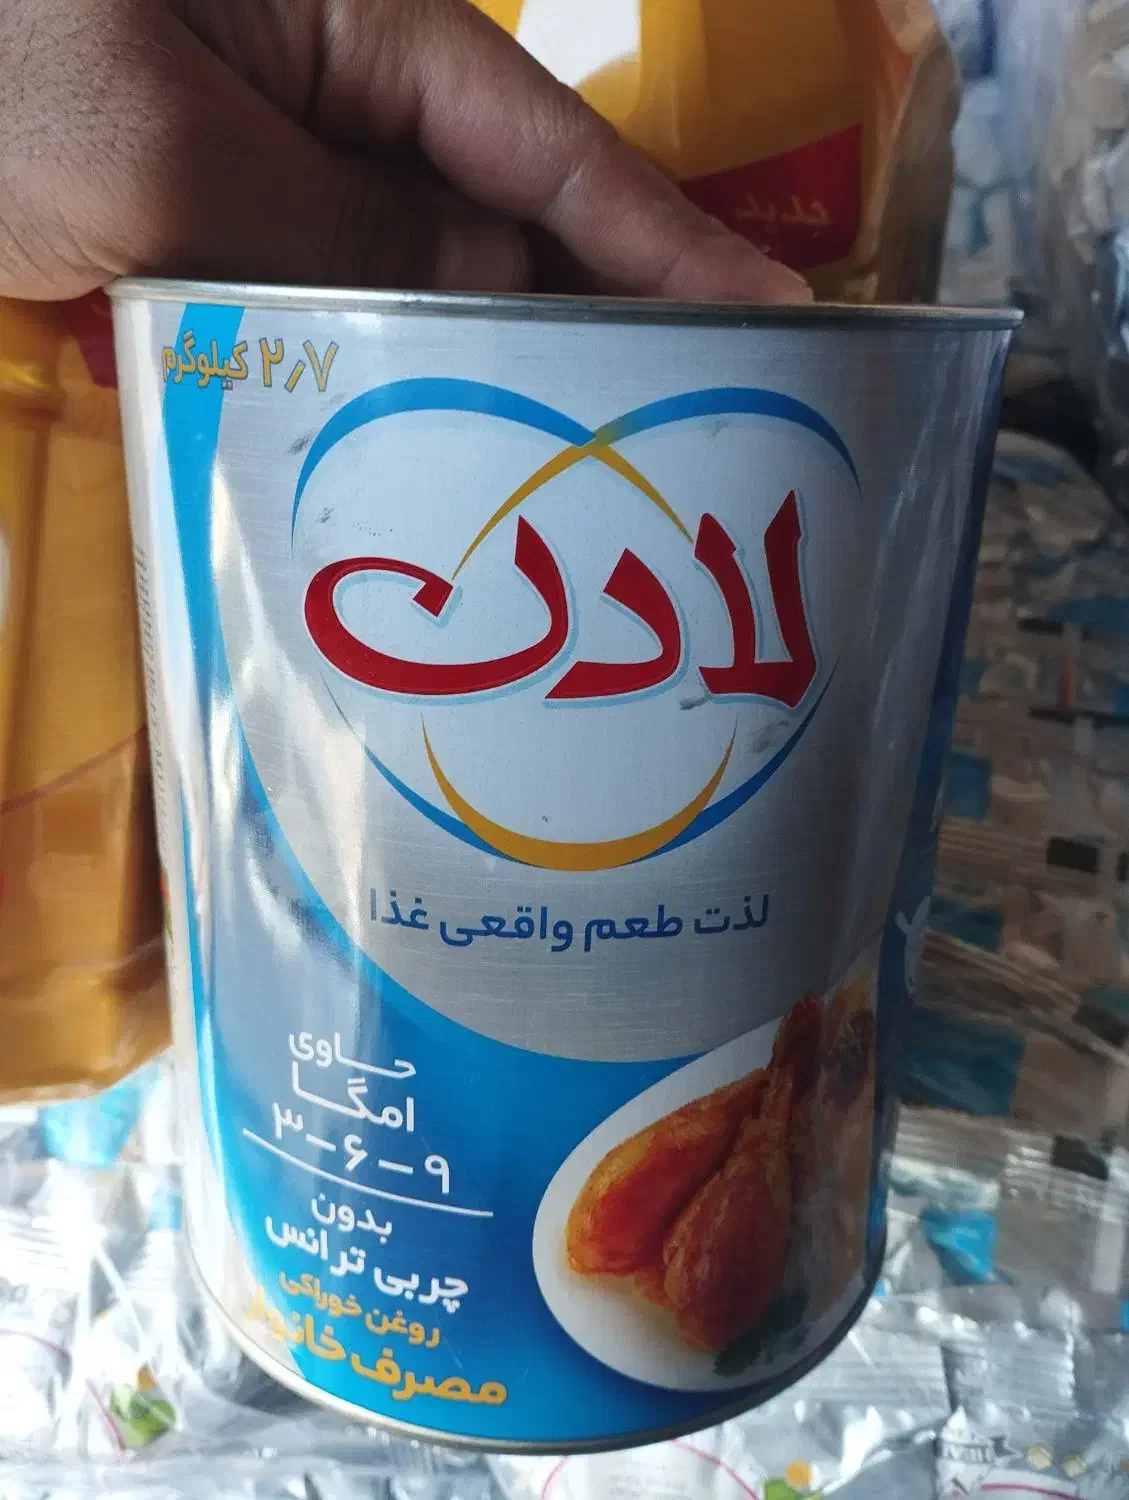 ۲٫۷ کیلوگرم
لادن
لذت طعم واقعی غذا
حاوی
امگا
۳-۶-۹
بدون
چربی ترانس
روغن خوراکی
مصرف خانوار
جدید